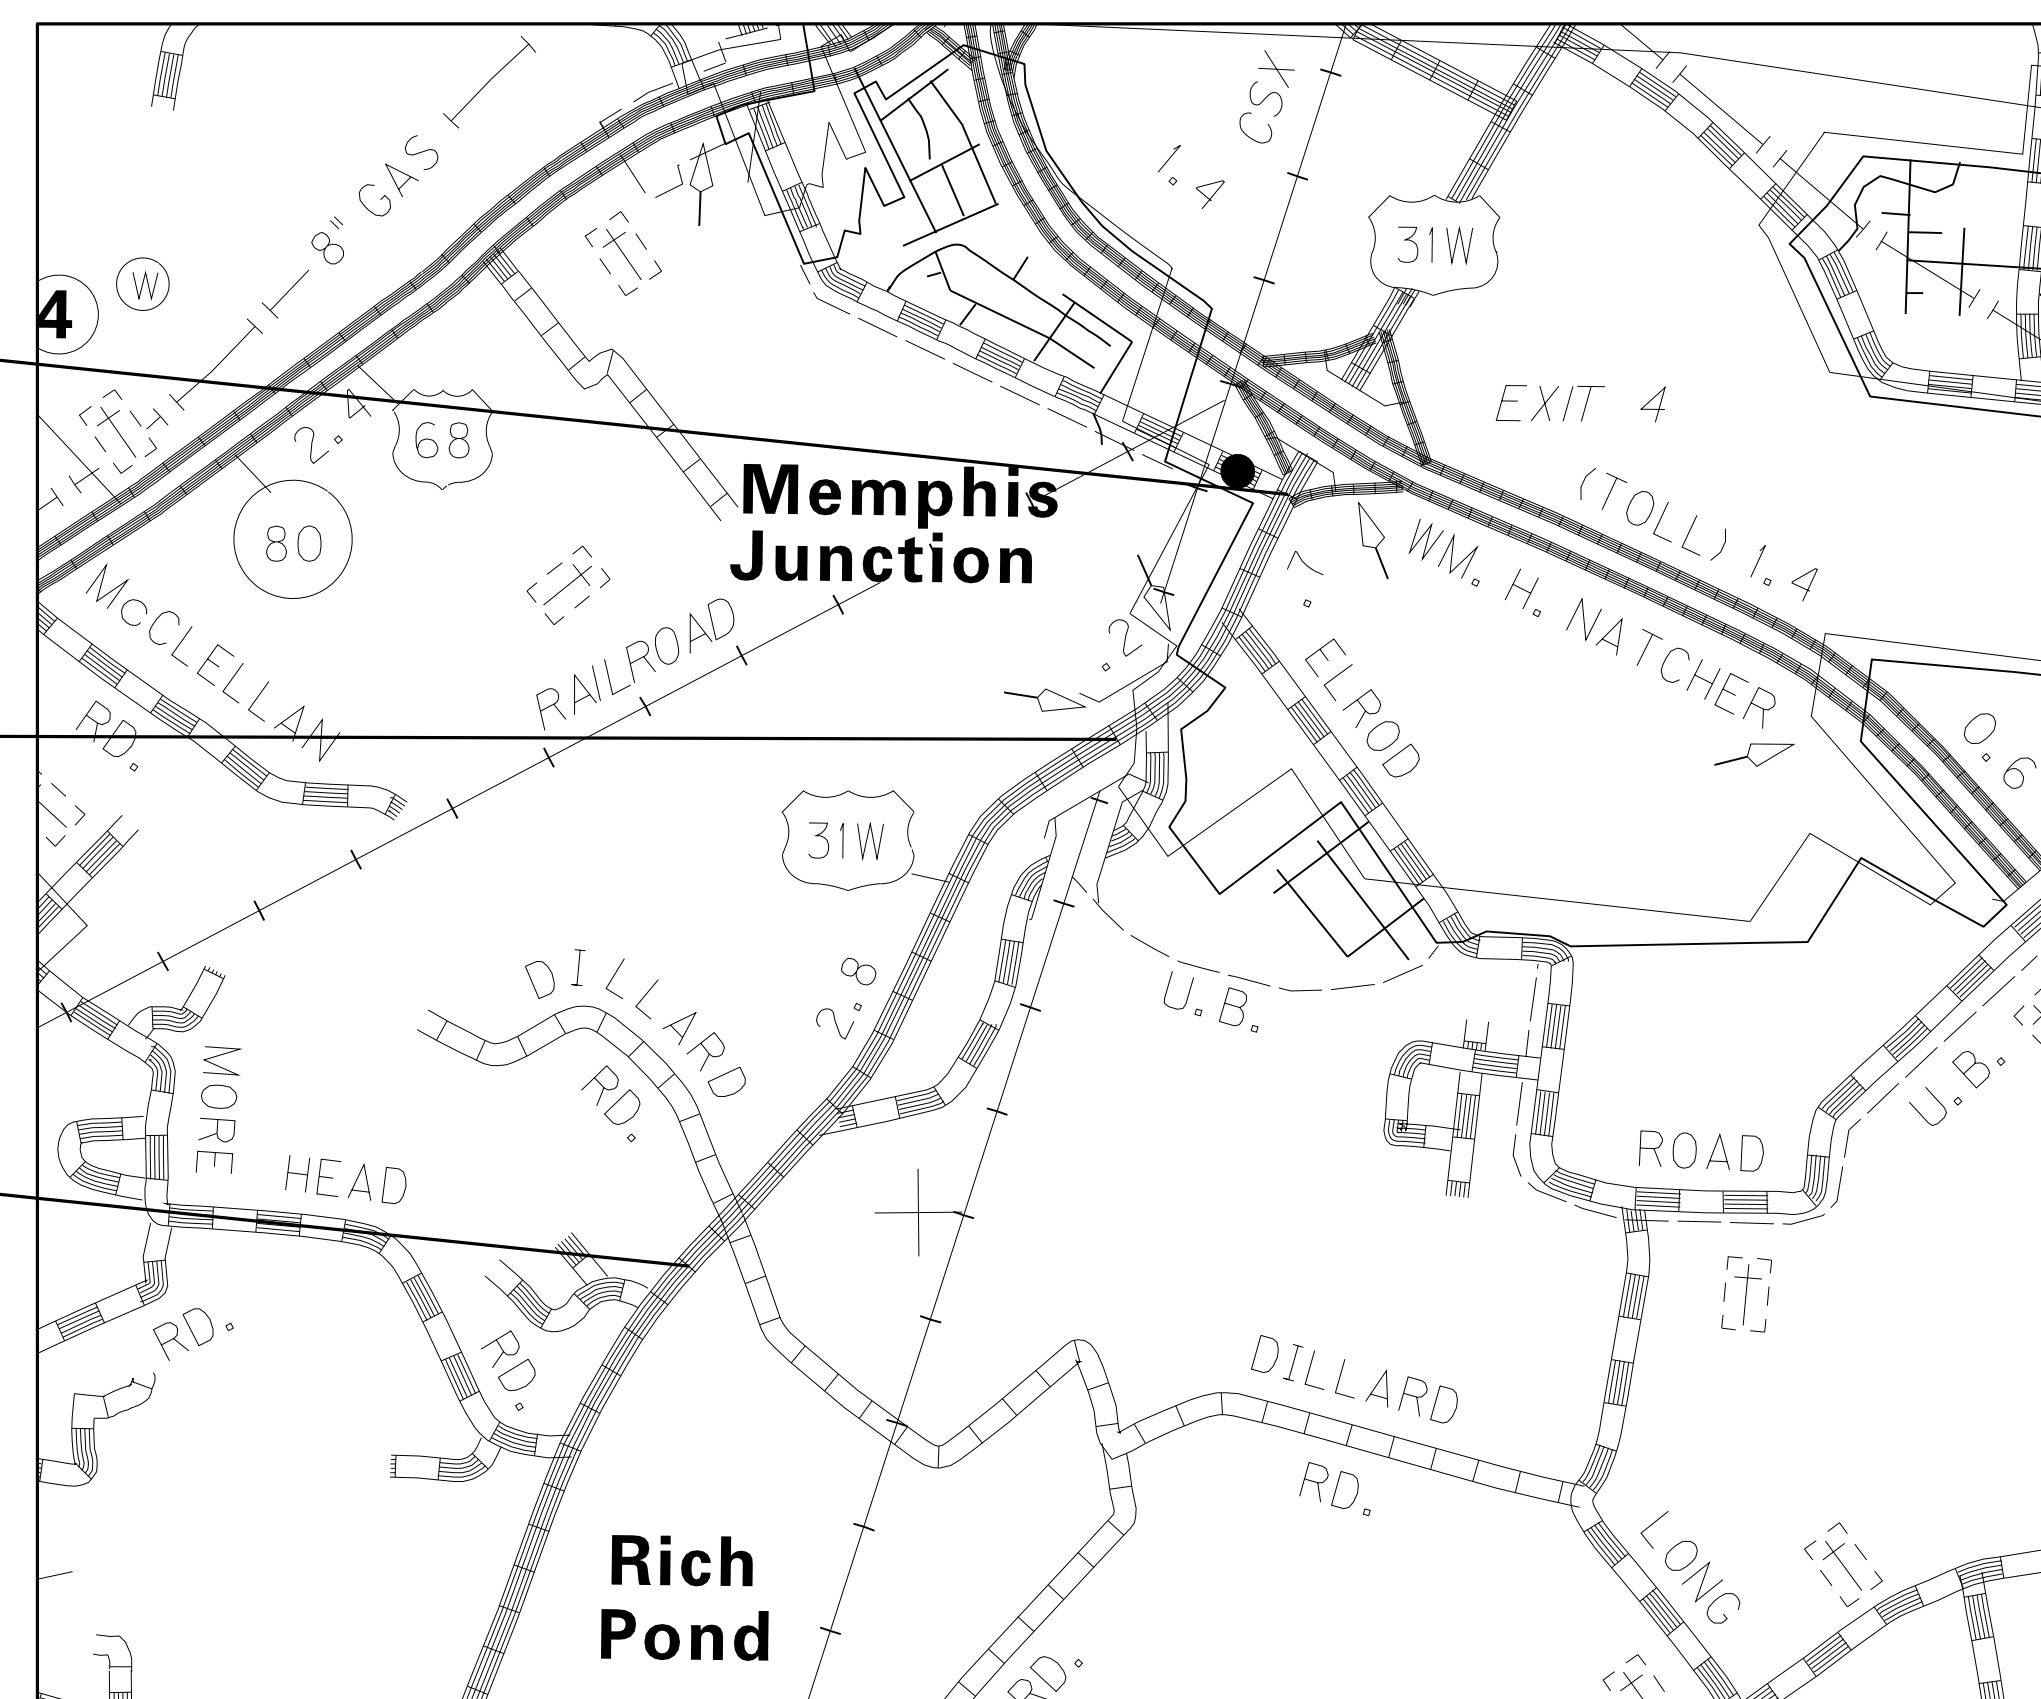 8" GAS
CSX
1.4
31W
W
4
2.4
68
EXIT 4
(TOLL) 1.4
Memphis
Junction
80
WM. H. NATCHER
McCLELLAN
RD.
RAILROAD
.2
.7
ELROD
0.6
31W
2.8
DILLARD
RD.
U.B.
U.B.
MORE
HEAD
RD.
RD.
ROAD
DILLARD
RD.
LONG
Rich
Pond
RD.